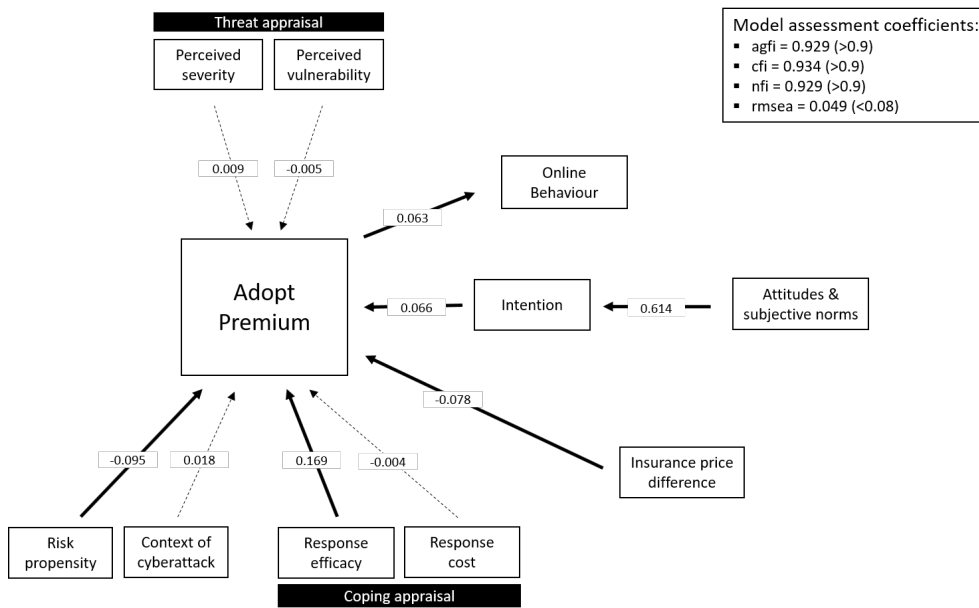 Threat appraisal
Perceived
severity
Perceived
vulnerability
Model assessment coefficients:
▪ agfi = 0.929 (>0.9)
▪ cfi = 0.934 (>0.9)
▪ nfi = 0.929 (>0.9)
▪ rmsea = 0.049 (<0.08)
0.009
-0.005
Online
Behaviour
0.063
Adopt
Premium
0.066
Intention
0.614
Attitudes &
subjective norms
-0.078
-0.095
0.018
0.169
-0.004
Insurance price
difference
Risk
propensity
Context of
cyberattack
Response
efficacy
Response
cost
Coping appraisal